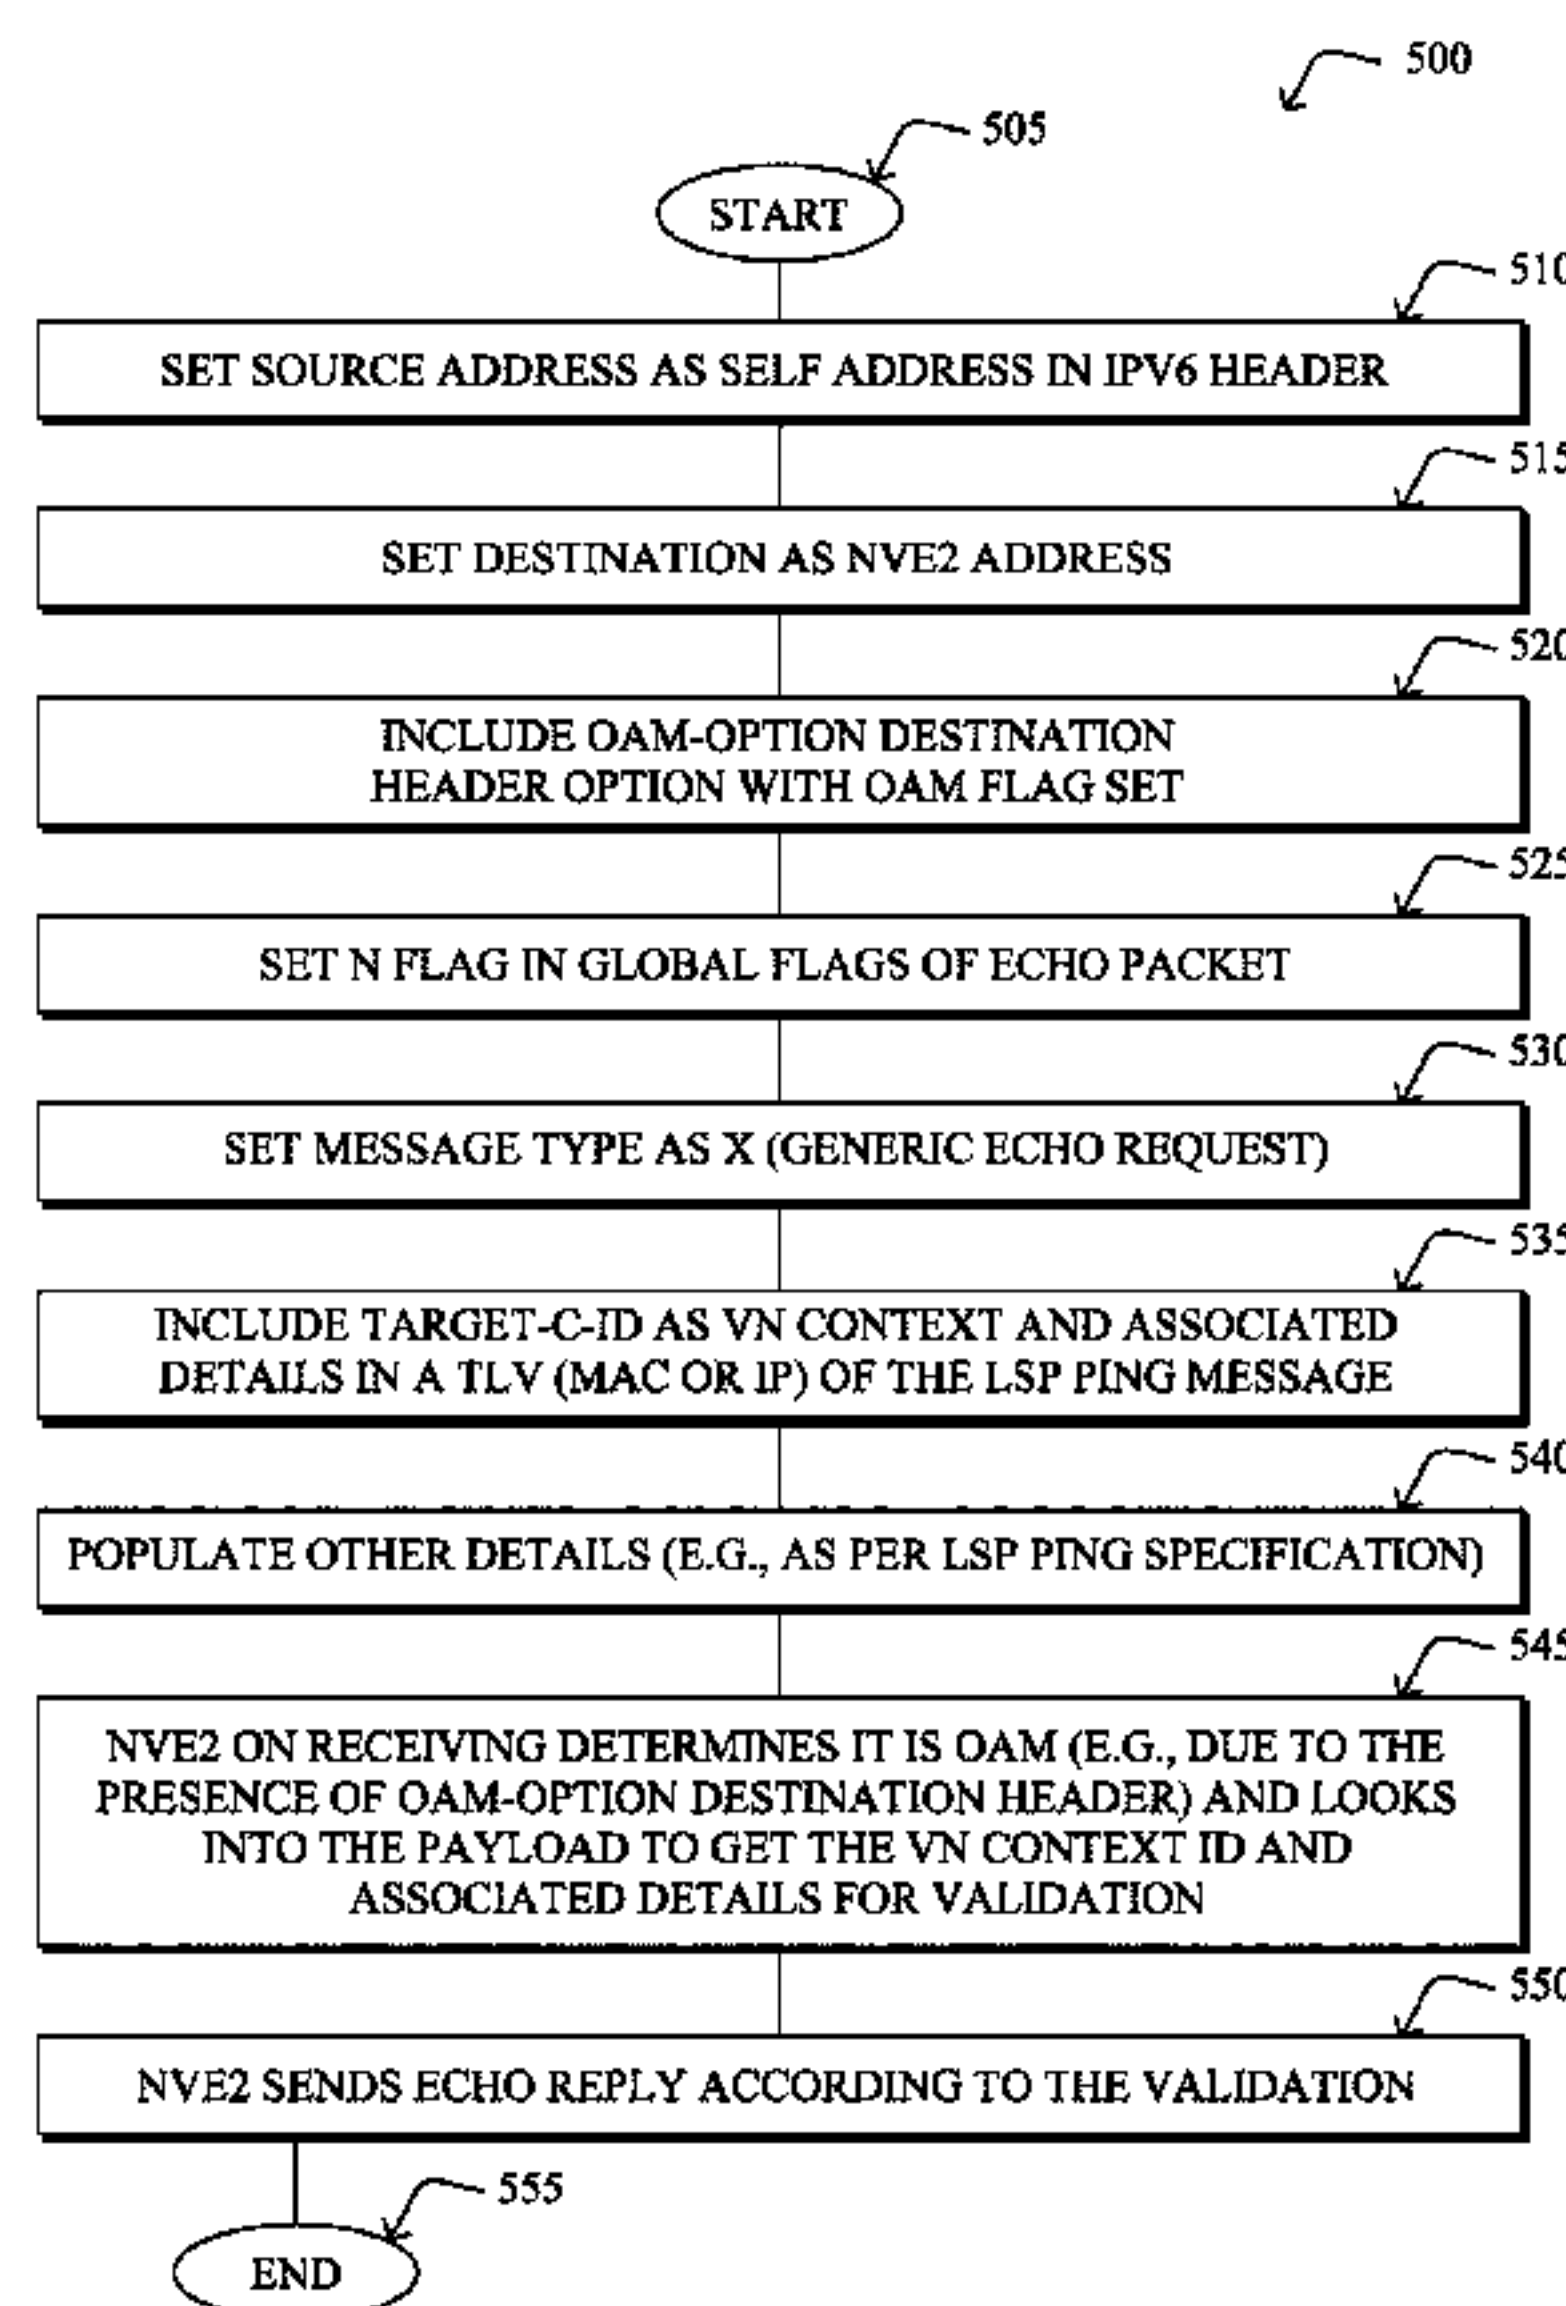 500
505
START
510
SET SOURCE ADDRESS AS SELF ADDRESS IN IPV6 HEADER
515
SET DESTINATION AS NVE2 ADDRESS
520
INCLUDE OAM-OPTION DESTINATION
HEADER OPTION WITH OAM FLAG SET
525
SET N FLAG IN GLOBAL FLAGS OF ECHO PACKET
530
SET MESSAGE TYPE AS X (GENERIC ECHO REQUEST)
535
INCLUDE TARGET-C-ID AS VN CONTEXT AND ASSOCIATED
DETAILS IN A TLV (MAC OR IP) OF THE LSP PING MESSAGE
540
POPULATE OTHER DETAILS (E.G., AS PER LSP PING SPECIFICATION)
545
NVE2 ON RECEIVING DETERMINES IT IS OAM (E.G., DUE TO THE
PRESENCE OF OAM-OPTION DESTINATION HEADER) AND LOOKS
INTO THE PAYLOAD TO GET THE VN CONTEXT ID AND
ASSOCIATED DETAILS FOR VALIDATION
550
NVE2 SENDS ECHO REPLY ACCORDING TO THE VALIDATION
555
END